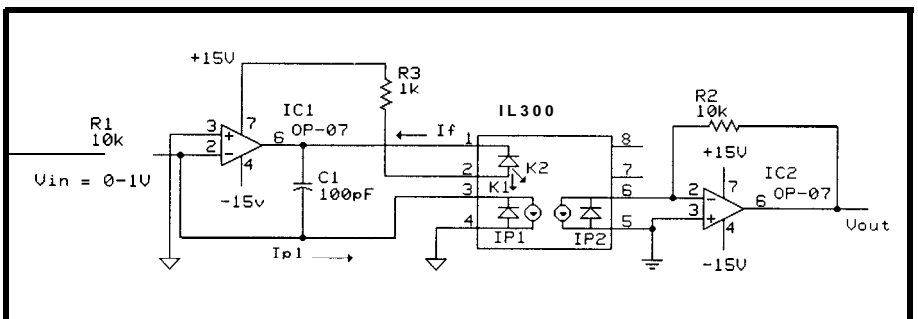 +15V
R3
1k
IC1
OP-07
R1
10k
3
2
7
6
4
Vin = 0-1V
-15v
C1
100pF
If
IL300
1
2
3
4
K2
K1
IP1
IP2
8
7
6
5
Ip1
R2
10k
+15V
IC2
OP-07
2
3
7
6
4
-15V
Vout